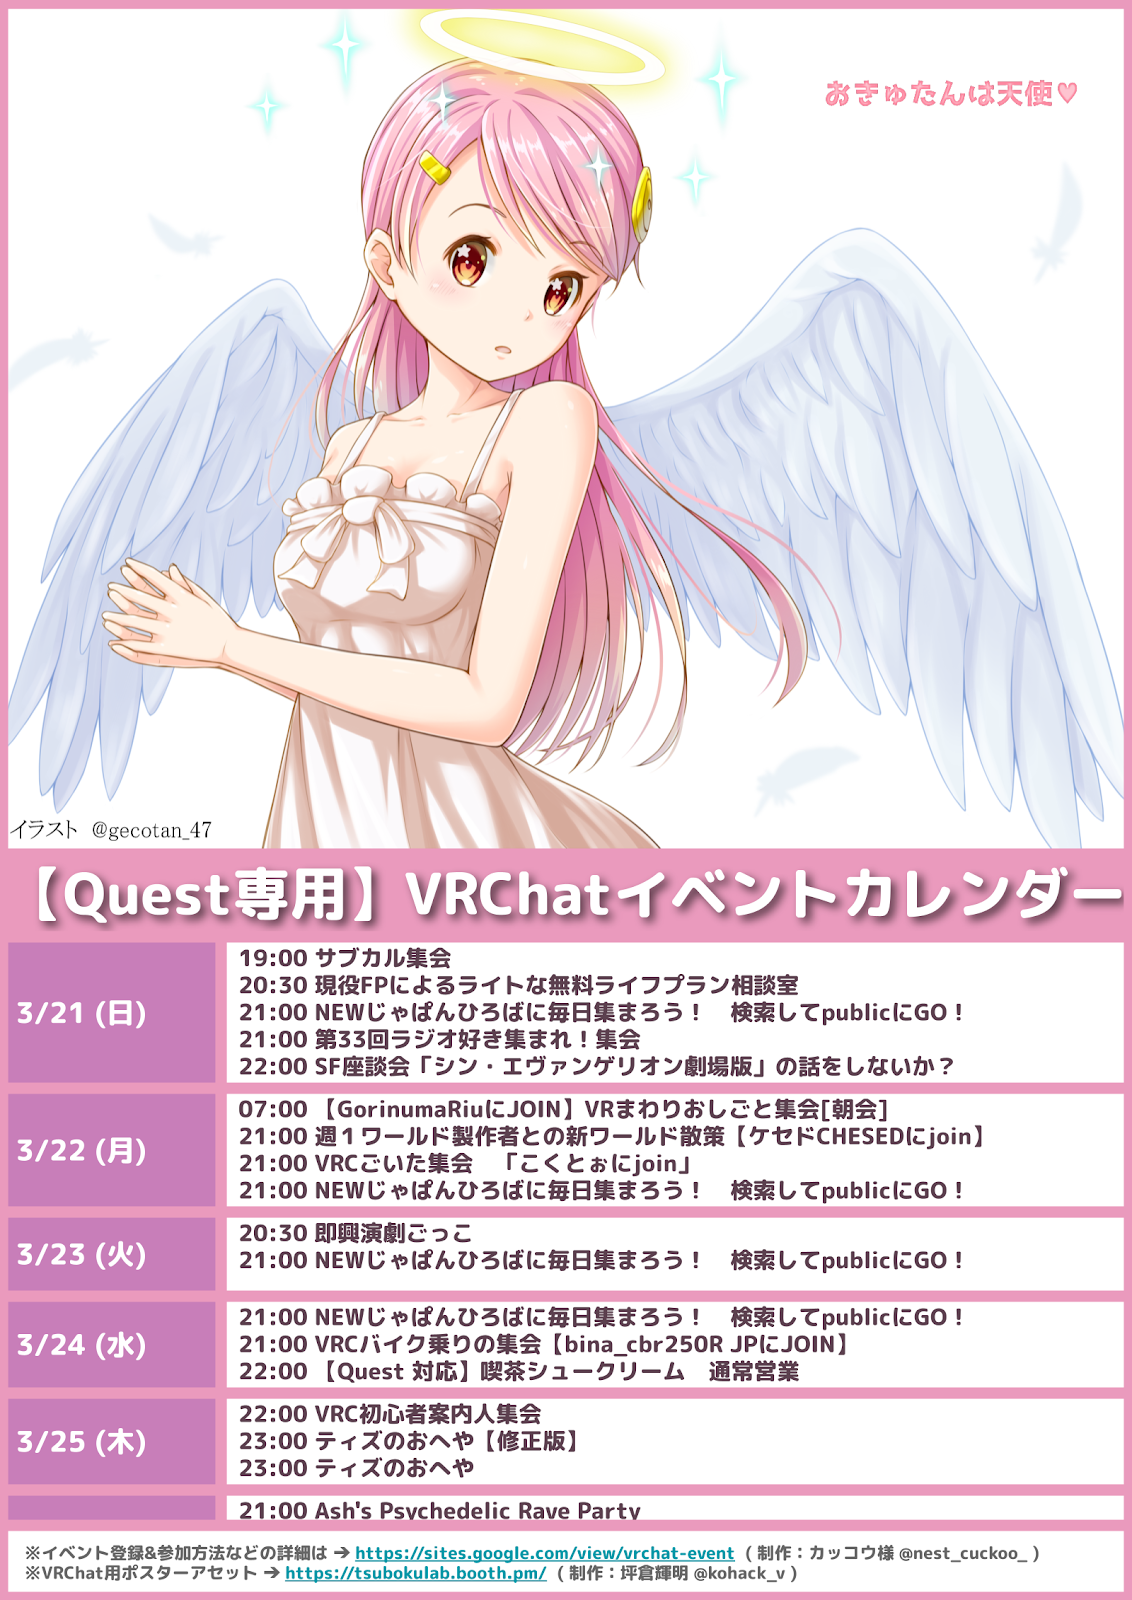 おきゅたんは天使♥
イラスト @gecotan_47
【Quest専用】VRChatイベントカレンダー
3/21 (日)
19:00 サブカル集会
20:30 現役FPによるライトな無料ライフプラン相談室
21:00 NEWじゃぱんひろばに毎日集まろう！　検索してpublicにGO！
21:00 第33回ラジオ好き集まれ！集会
22:00 SF座談会「シン・エヴァンゲリオン劇場版」の話をしないか？
3/22 (月)
07:00 【GorinumaRiuにJOIN】VRまわりおしごと集会[朝会]
21:00 週１ワールド製作者との新ワールド散策【ケセドCHESEDにjoin】
21:00 VRCごいた集会　「こくとぉにjoin」
21:00 NEWじゃぱんひろばに毎日集まろう！　検索してpublicにGO！
3/23 (火)
20:30 即興演劇ごっこ
21:00 NEWじゃぱんひろばに毎日集まろう！　検索してpublicにGO！
3/24 (水)
21:00 NEWじゃぱんひろばに毎日集まろう！　検索してpublicにGO！
21:00 VRCバイク乗りの集会【bina_cbr250R JPにJOIN】
22:00 【Quest 対応】喫茶シュークリーム　通常営業
3/25 (木)
22:00 VRC初心者案内人集会
23:00 ティズのおへや【修正版】
23:00 ティズのおへや
21:00 Ash's Psychedelic Rave Party
※イベント登録&参加方法などの詳細は ➔ https://sites.google.com/view/vrchat-event ( 制作：カッコウ様 @nest_cuckoo_ )
※VRChat用ポスターアセット ➔ https://tsubokulab.booth.pm/ ( 制作：坪倉輝明 @kohack_v )